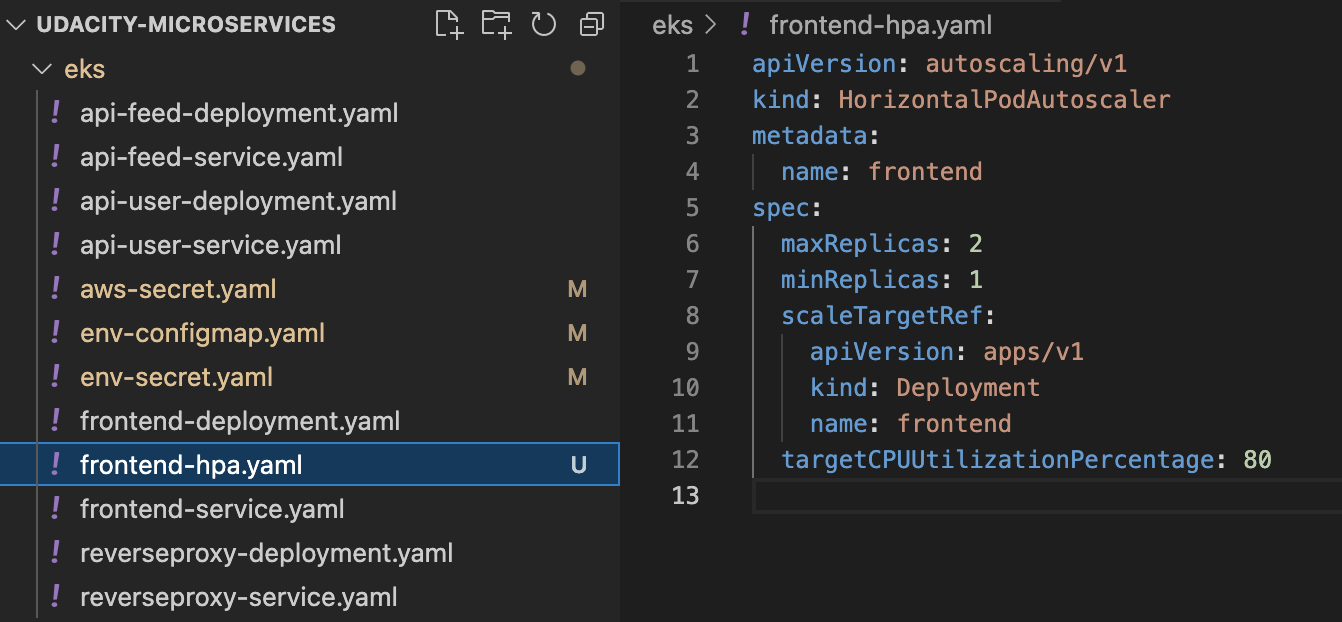 UDACITY-MICROSERVICES
eks
! api-feed-deployment.yaml
! api-feed-service.yaml
! api-user-deployment.yaml
! api-user-service.yaml
! aws-secret.yaml M
! env-configmap.yaml M
! env-secret.yaml M
! frontend-deployment.yaml
! frontend-hpa.yaml U
! frontend-service.yaml
! reverseproxy-deployment.yaml
! reverseproxy-service.yaml
eks > ! frontend-hpa.yaml
1 apiVersion: autoscaling/v1
2 kind: HorizontalPodAutoscaler
3 metadata:
4   name: frontend
5 spec:
6   maxReplicas: 2
7   minReplicas: 1
8   scaleTargetRef:
9     apiVersion: apps/v1
10     kind: Deployment
11     name: frontend
12   targetCPUUtilizationPercentage: 80
13